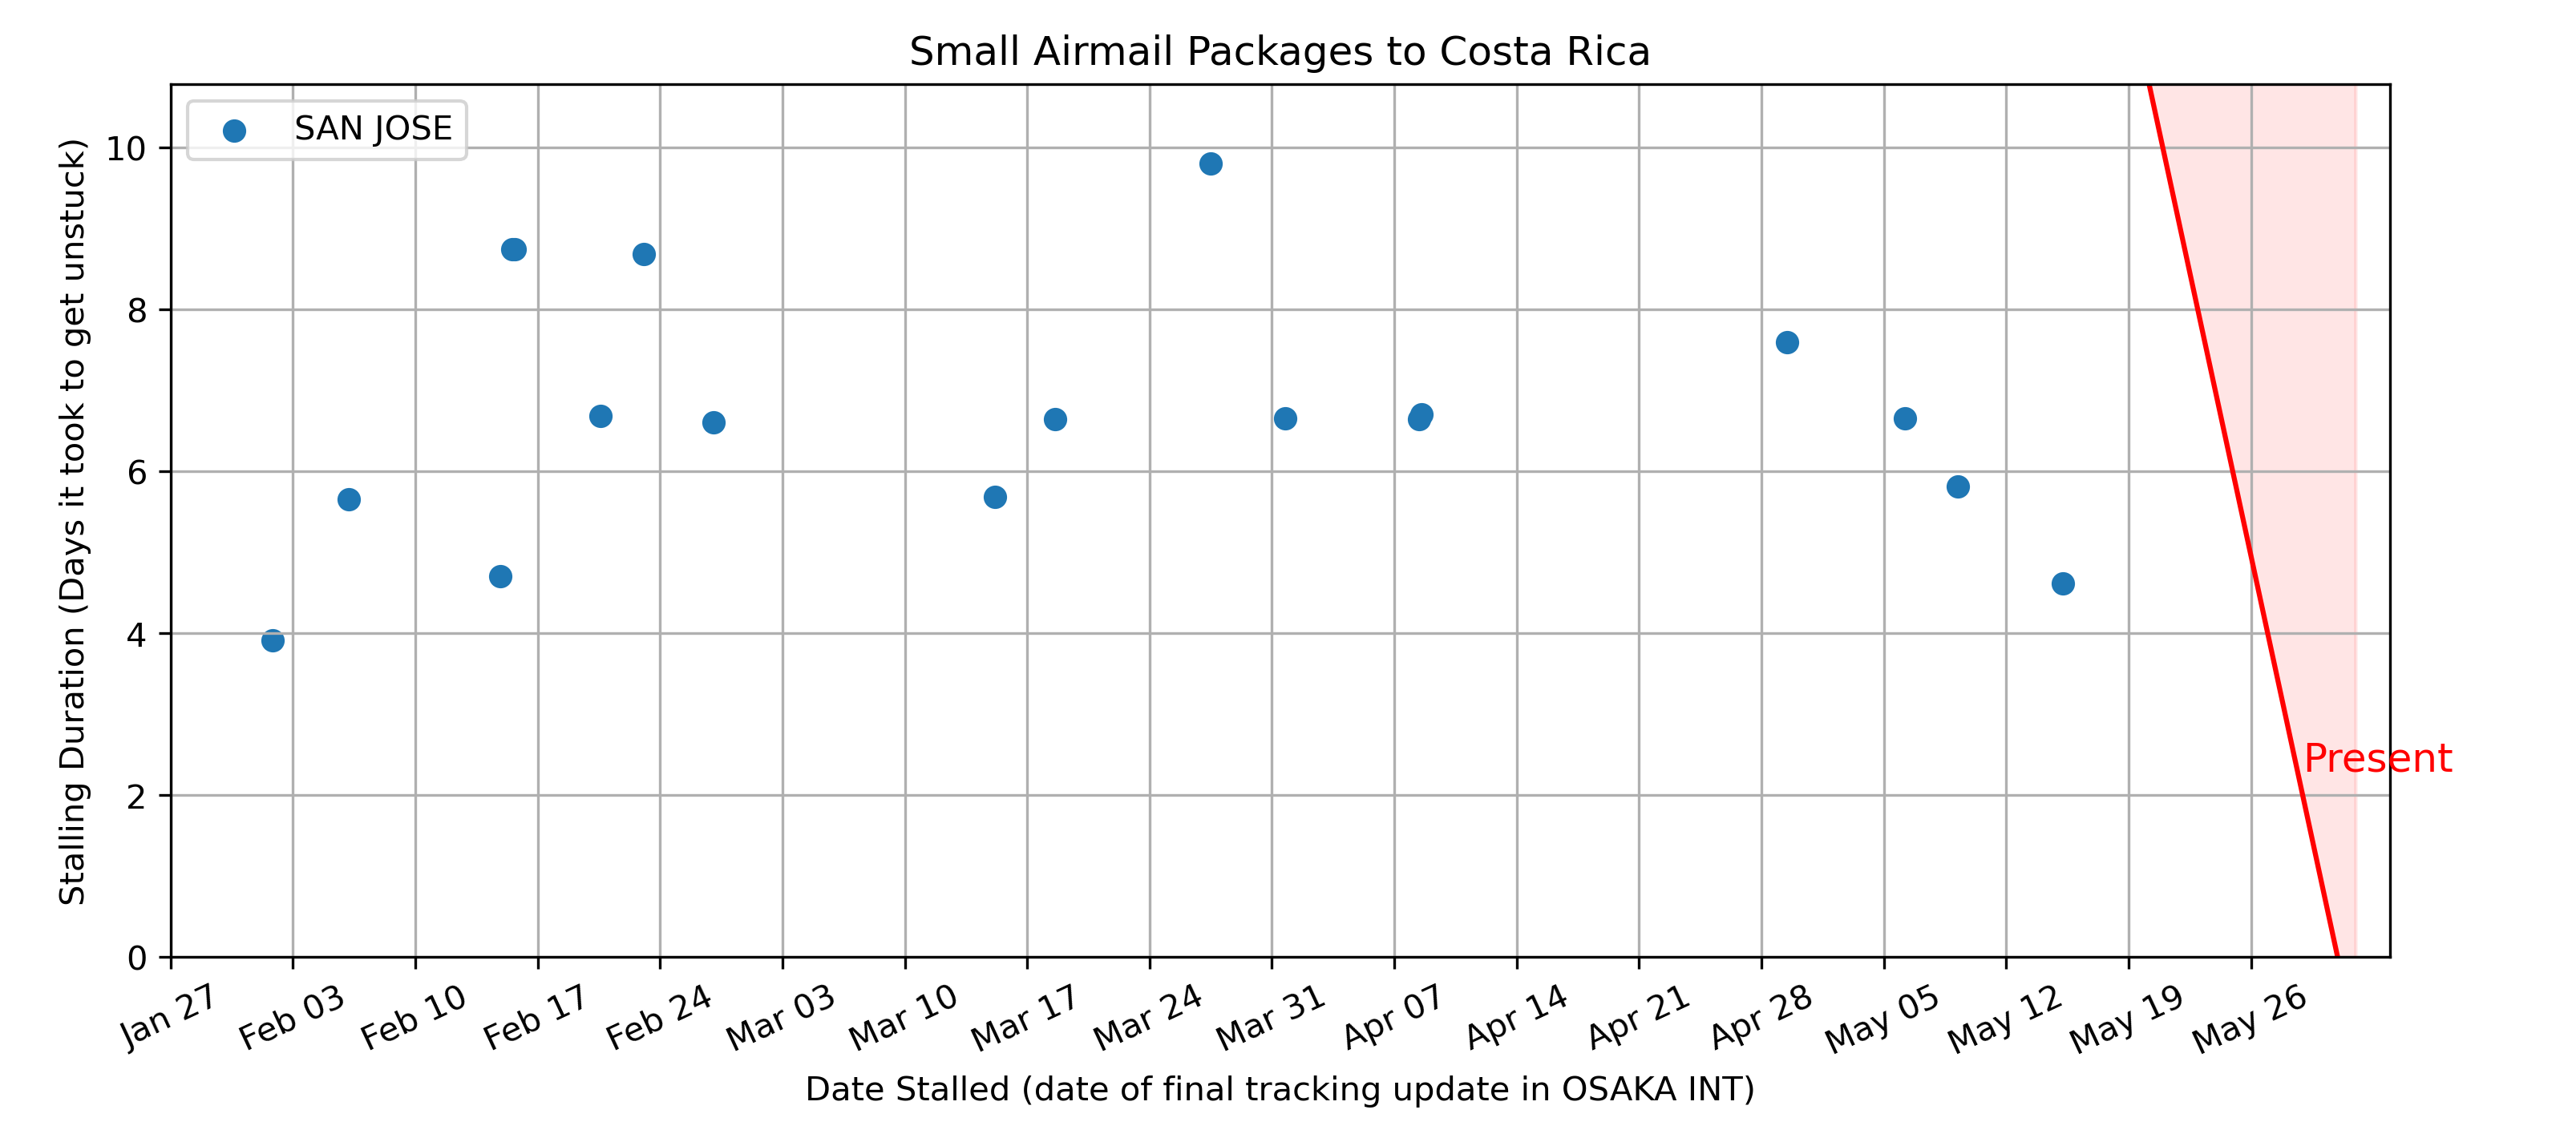 Small Airmail Packages to Costa Rica
SAN JOSE
Stalling Duration (Days it took to get unstuck)
10
8
6
4
2
0
Present
Jan 27
Feb 03
Feb 10
Feb 17
Feb 24
Mar 03
Mar 10
Mar 17
Mar 24
Mar 31
Apr 07
Apr 14
Apr 21
Apr 28
May 05
May 12
May 19
May 26
Date Stalled (date of final tracking update in OSAKA INT)